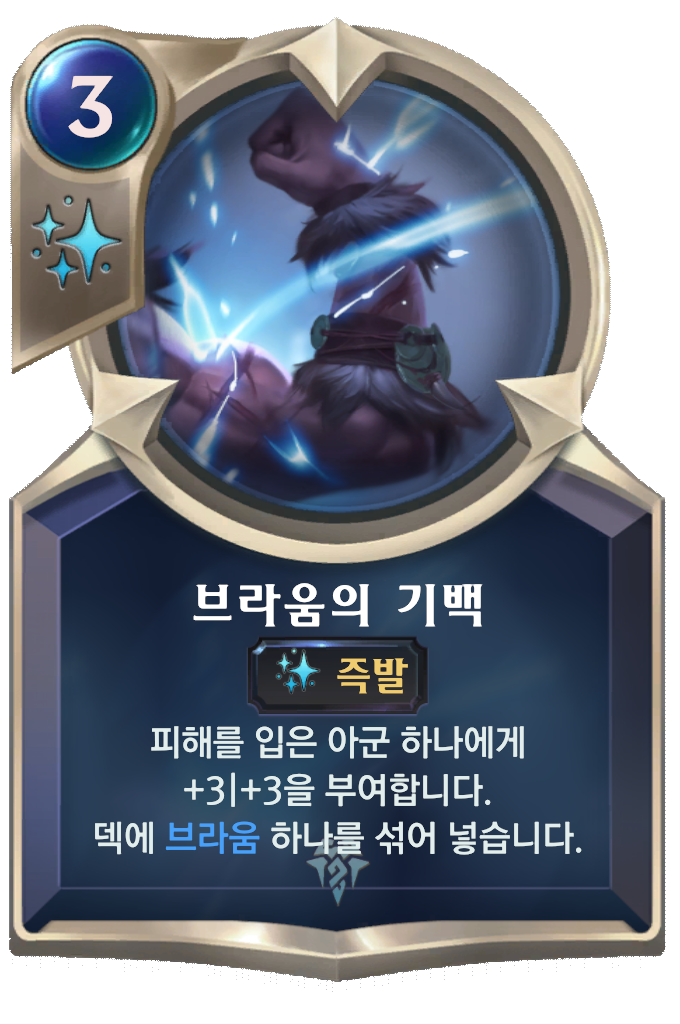 3
브라움의 기백
즉발
피해를 입은 아군 하나에게
+3|+3을 부여합니다.
덱에 브라움 하나를 섞어 넣습니다.